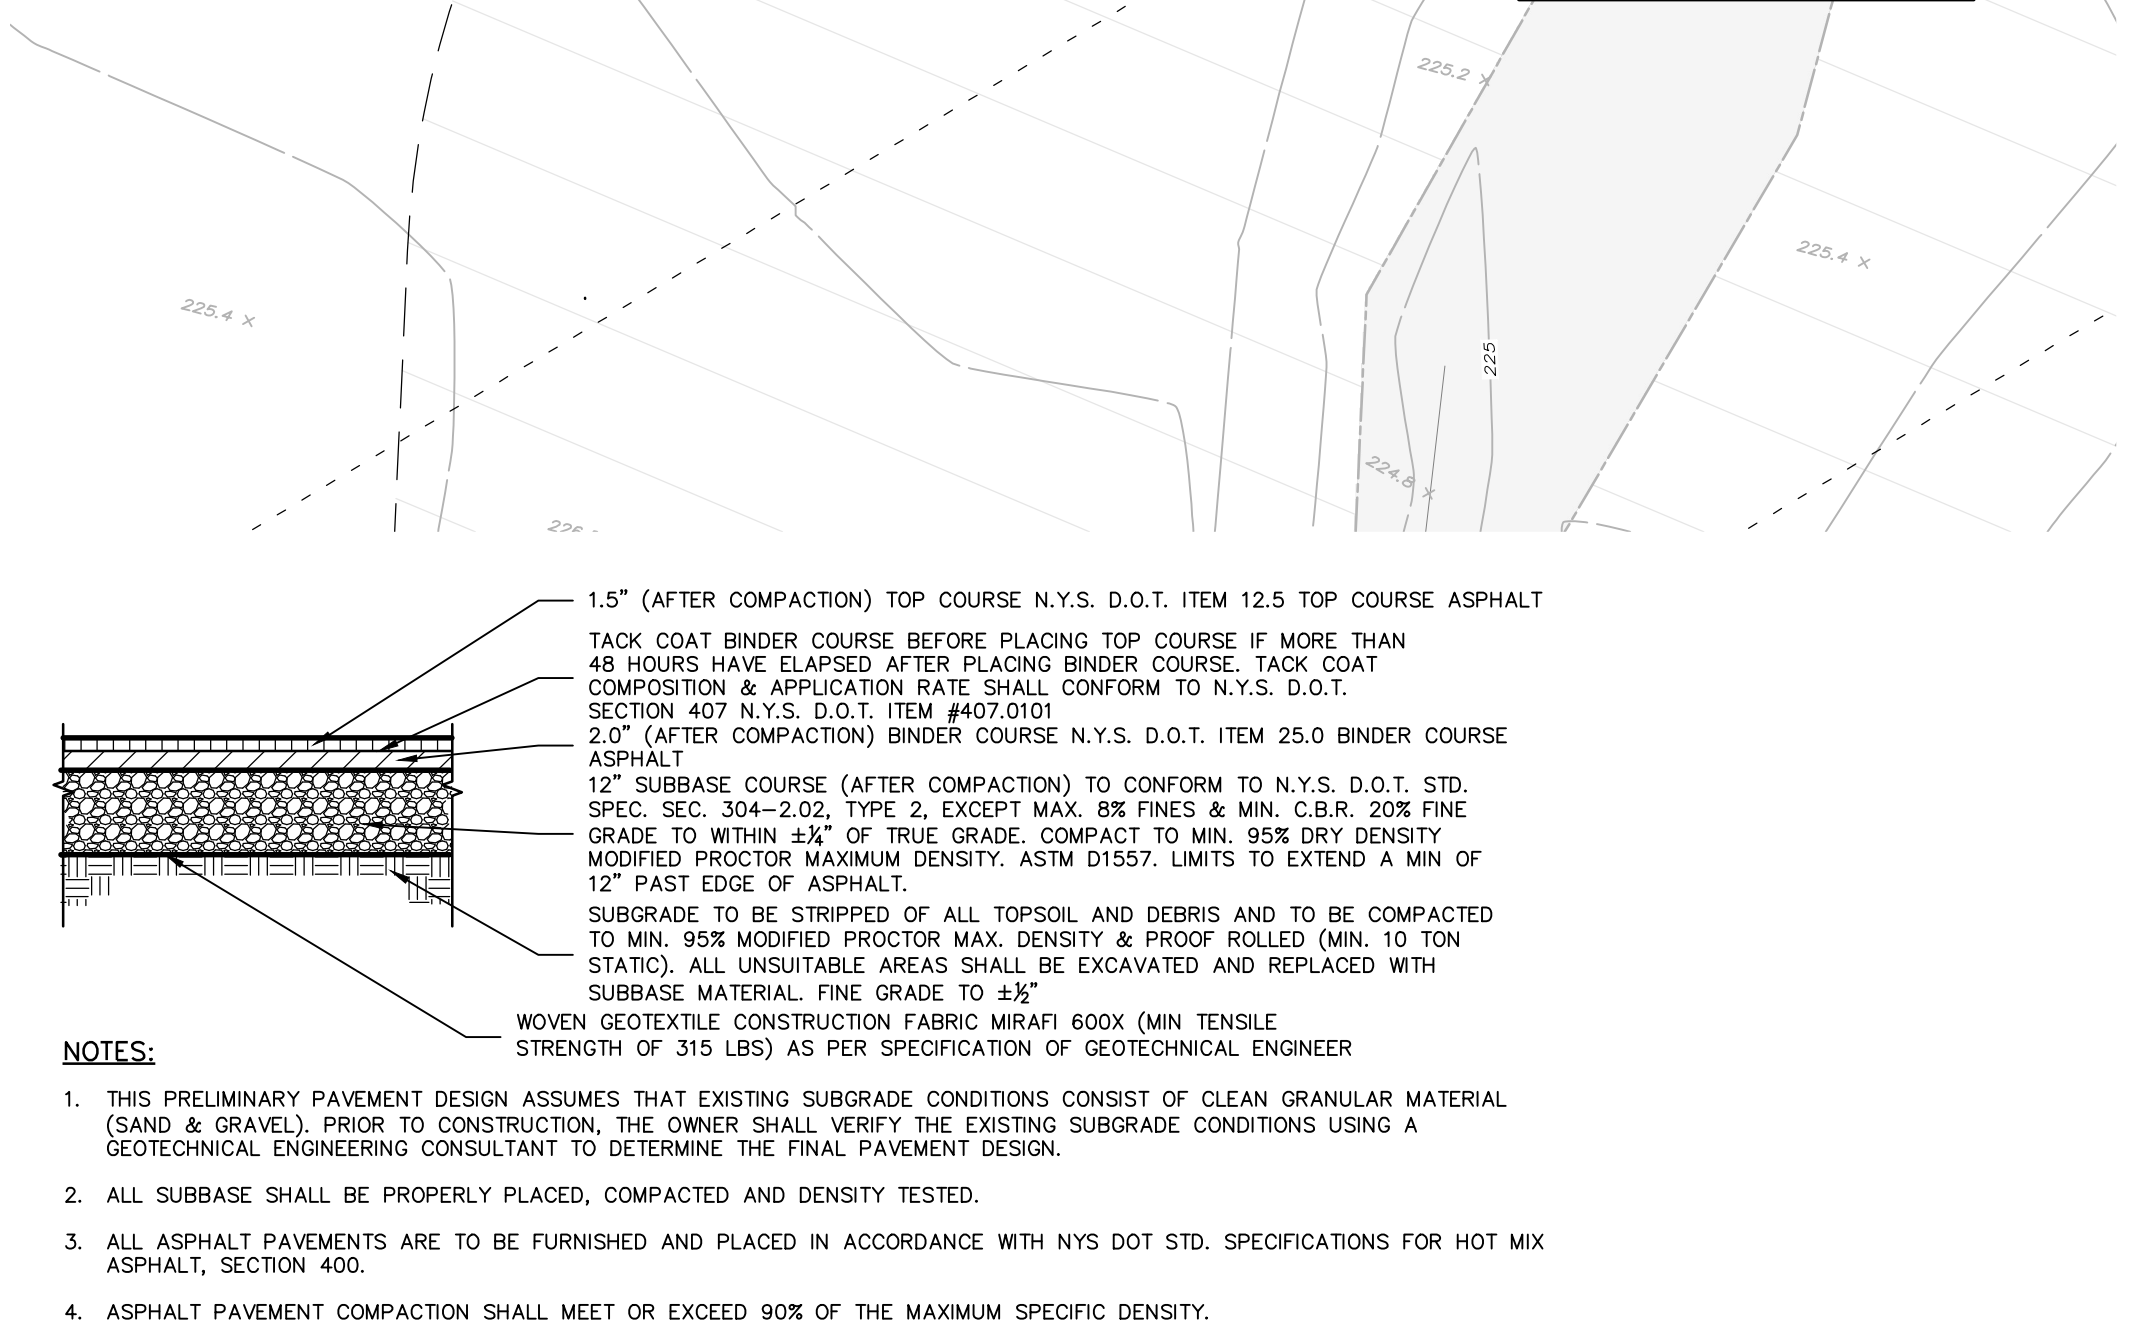 225.2 ×
225.4 ×
225.4 ×
225
224.8 ×
1.5” (AFTER COMPACTION) TOP COURSE N.Y.S. D.O.T. ITEM 12.5 TOP COURSE ASPHALT
TACK COAT BINDER COURSE BEFORE PLACING TOP COURSE IF MORE THAN
48 HOURS HAVE ELAPSED AFTER PLACING BINDER COURSE. TACK COAT
COMPOSITION & APPLICATION RATE SHALL CONFORM TO N.Y.S. D.O.T.
SECTION 407 N.Y.S. D.O.T. ITEM #407.0101
2.0” (AFTER COMPACTION) BINDER COURSE N.Y.S. D.O.T. ITEM 25.0 BINDER COURSE
ASPHALT
12” SUBBASE COURSE (AFTER COMPACTION) TO CONFORM TO N.Y.S. D.O.T. STD.
SPEC. SEC. 304-2.02, TYPE 2, EXCEPT MAX. 8% FINES & MIN. C.B.R. 20% FINE
GRADE TO WITHIN ±¼” OF TRUE GRADE. COMPACT TO MIN. 95% DRY DENSITY
MODIFIED PROCTOR MAXIMUM DENSITY. ASTM D1557. LIMITS TO EXTEND A MIN OF
12” PAST EDGE OF ASPHALT.
SUBGRADE TO BE STRIPPED OF ALL TOPSOIL AND DEBRIS AND TO BE COMPACTED
TO MIN. 95% MODIFIED PROCTOR MAX. DENSITY & PROOF ROLLED (MIN. 10 TON
STATIC). ALL UNSUITABLE AREAS SHALL BE EXCAVATED AND REPLACED WITH
SUBBASE MATERIAL. FINE GRADE TO ±½”
WOVEN GEOTEXTILE CONSTRUCTION FABRIC MIRAFI 600X (MIN TENSILE
STRENGTH OF 315 LBS) AS PER SPECIFICATION OF GEOTECHNICAL ENGINEER
NOTES:
1. THIS PRELIMINARY PAVEMENT DESIGN ASSUMES THAT EXISTING SUBGRADE CONDITIONS CONSIST OF CLEAN GRANULAR MATERIAL
(SAND & GRAVEL). PRIOR TO CONSTRUCTION, THE OWNER SHALL VERIFY THE EXISTING SUBGRADE CONDITIONS USING A
GEOTECHNICAL ENGINEERING CONSULTANT TO DETERMINE THE FINAL PAVEMENT DESIGN.
2. ALL SUBBASE SHALL BE PROPERLY PLACED, COMPACTED AND DENSITY TESTED.
3. ALL ASPHALT PAVEMENTS ARE TO BE FURNISHED AND PLACED IN ACCORDANCE WITH NYS DOT STD. SPECIFICATIONS FOR HOT MIX
ASPHALT, SECTION 400.
4. ASPHALT PAVEMENT COMPACTION SHALL MEET OR EXCEED 90% OF THE MAXIMUM SPECIFIC DENSITY.